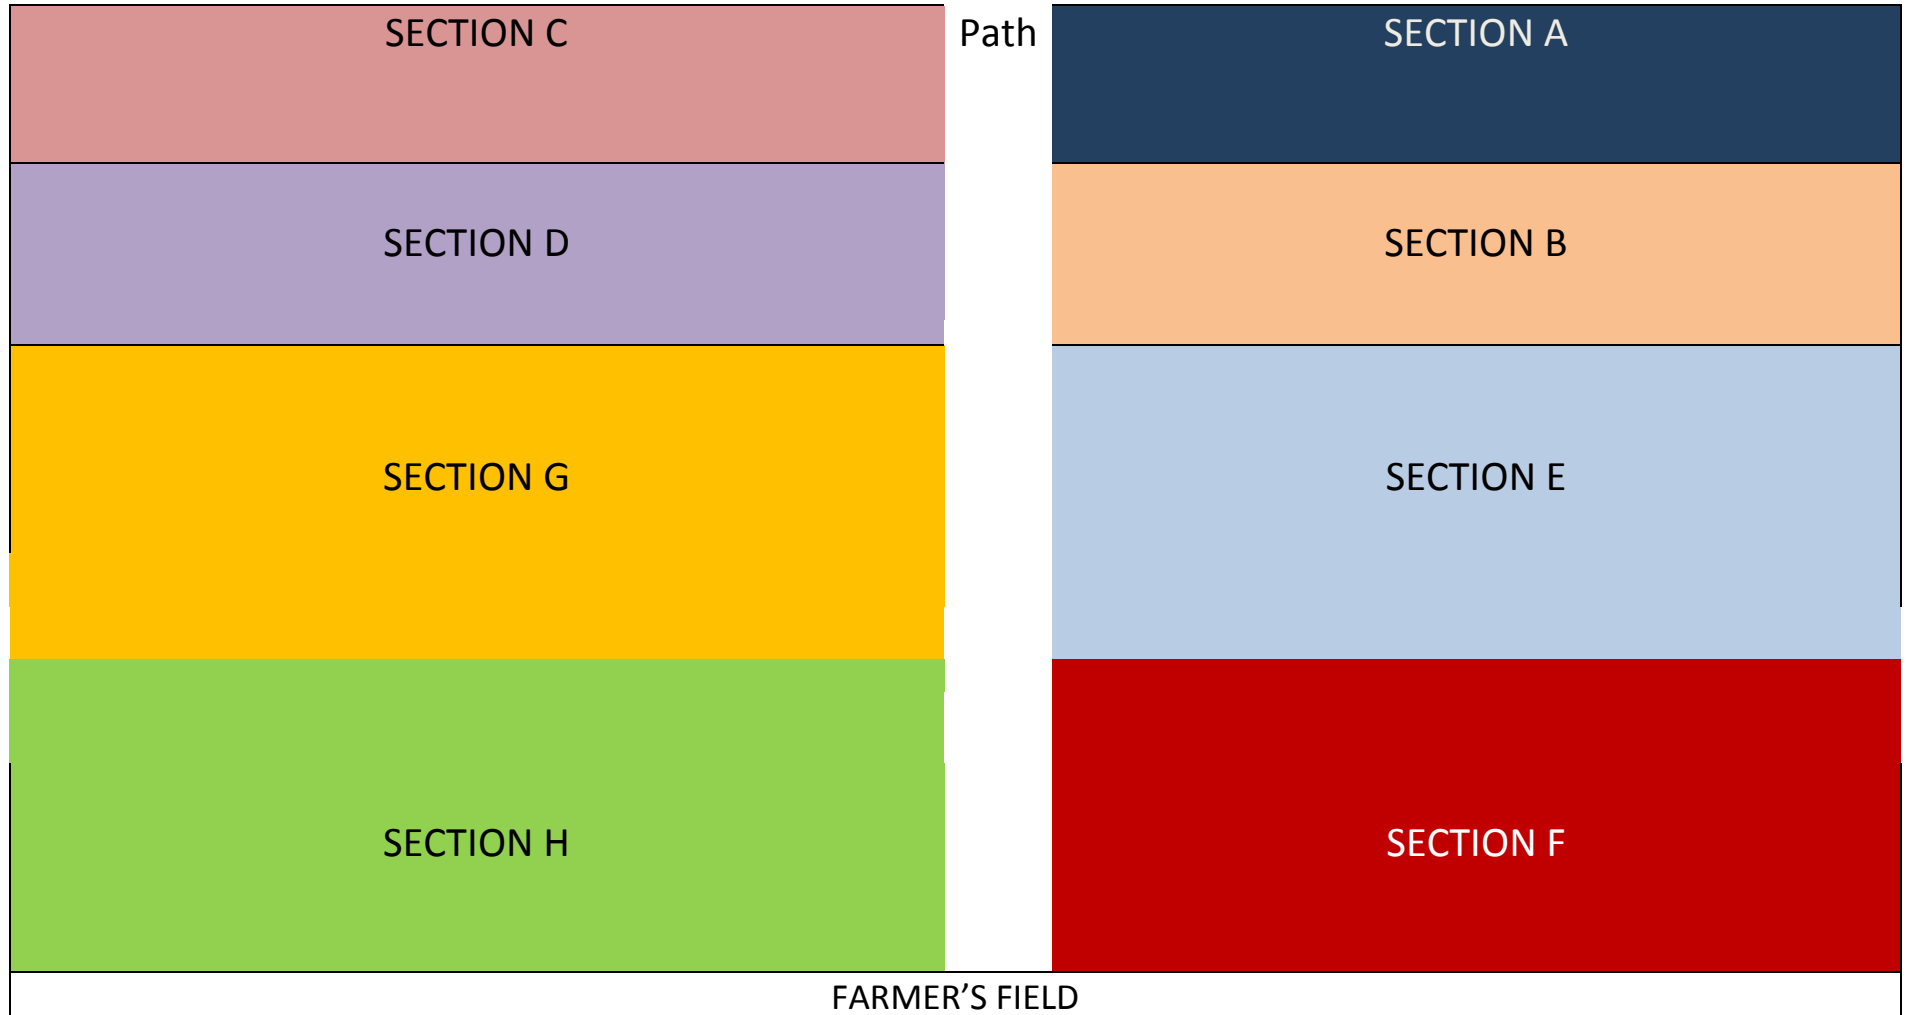 SECTION C
Path
SECTION A
SECTION D
SECTION B
SECTION G
SECTION E
SECTION H
SECTION F
FARMER’S FIELD